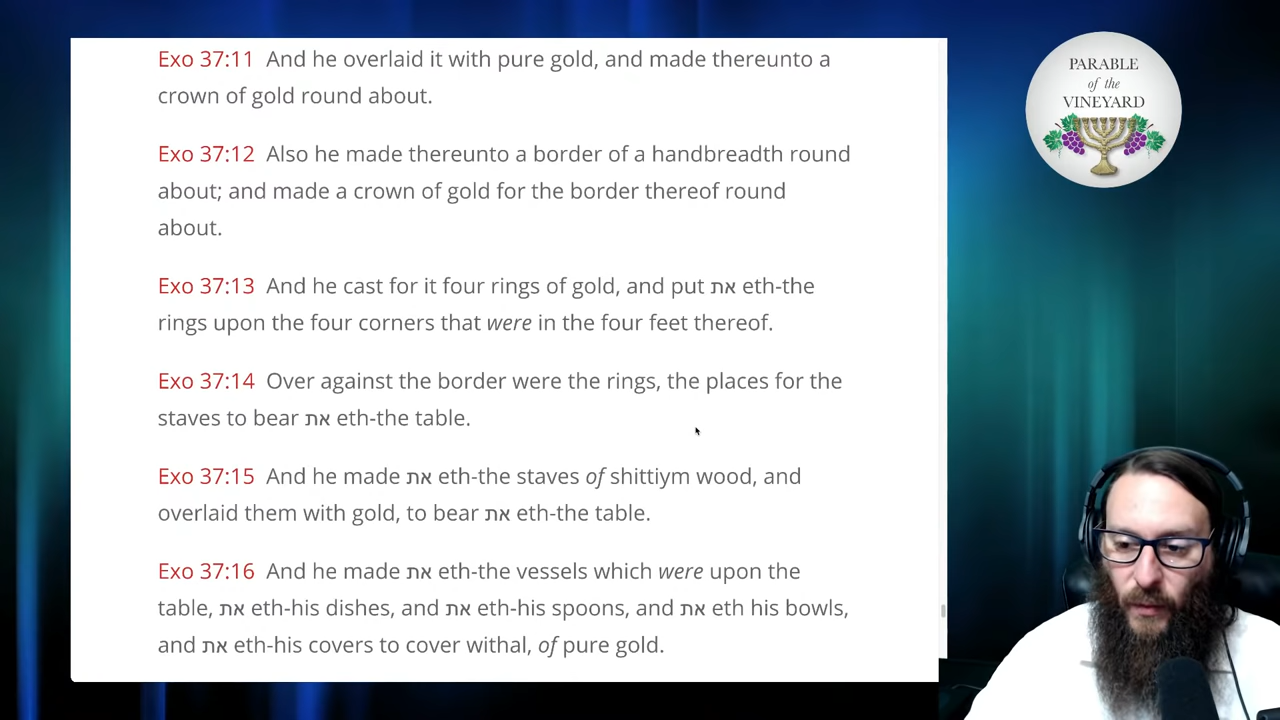 Exo 37:11 And he overlaid it with pure gold, and made thereunto a
crown of gold round about.
Exo 37:12 Also he made thereunto a border of a handbreadth round
about; and made a crown of gold for the border thereof round
about.
Exo 37:13 And he cast for it four rings of gold, and put את eth-the
rings upon the four corners that were in the four feet thereof.
Exo 37:14 Over against the border were the rings, the places for the
staves to bear את eth-the table.
Exo 37:15 And he made את eth-the staves of shittiym wood, and
overlaid them with gold, to bear את eth-the table.
Exo 37:16 And he made את eth-the vessels which were upon the
table, את eth-his dishes, and את eth-his spoons, and את eth his bowls,
and את eth-his covers to cover withal, of pure gold.
PARABLE
of the
VINEYARD